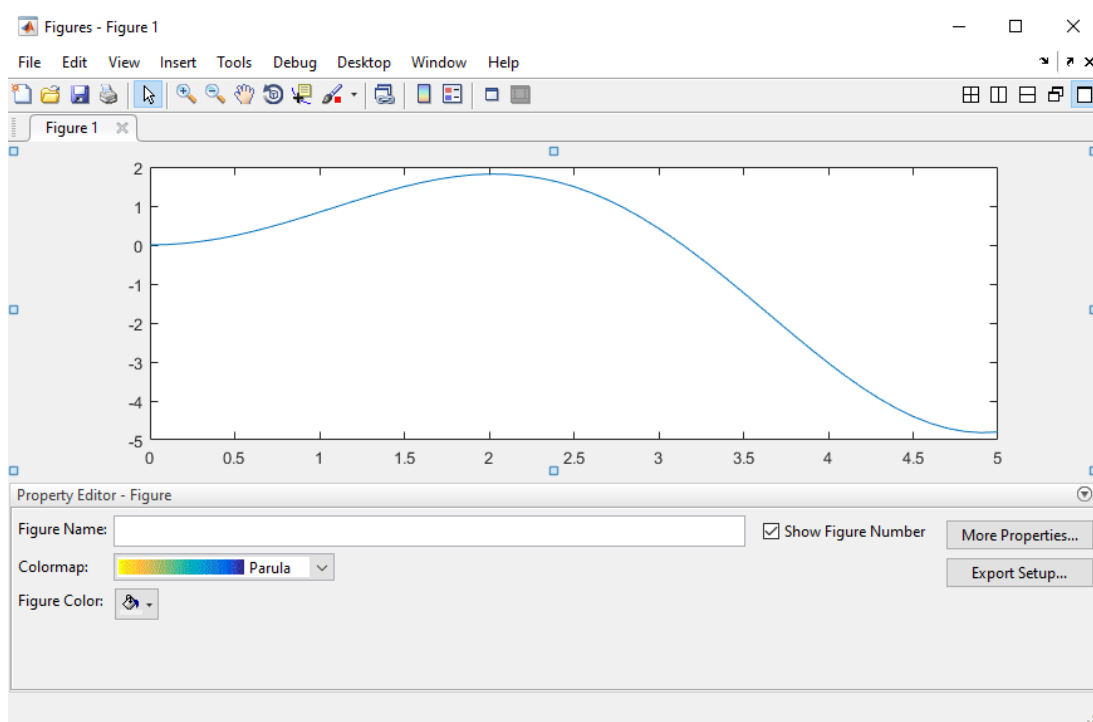 Figures - Figure 1
File Edit View Insert Tools Debug Desktop Window Help
Figure 1
2
1
0
-1
-2
-3
-4
-5
0 0.5 1 1.5 2 2.5 3 3.5 4 4.5 5
Property Editor - Figure
Figure Name: Show Figure Number More Properties...
Colormap: Parula Export Setup...
Figure Color: